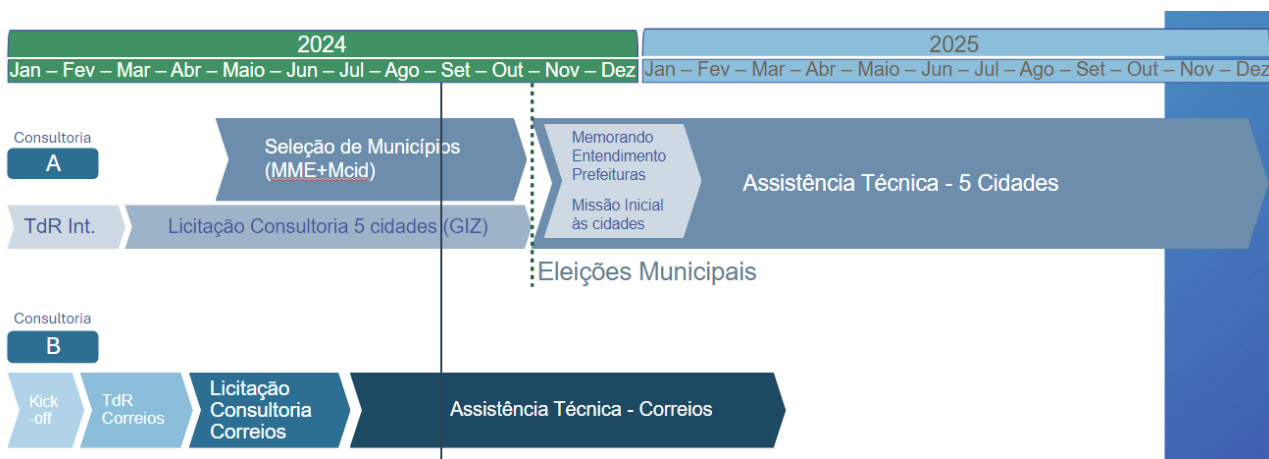 2024
2025
Jan – Fev – Mar – Abr – Maio – Jun – Jul – Ago – Set – Out – Nov – Dez
Jan – Fev – Mar – Abr – Maio – Jun – Jul – Ago – Set – Out – Nov – Dez
Consultoria
A
Seleção de Municípios
(MME+Mcid)
Memorando
Entendimento
Prefeituras
Missão Inicial
às cidades
Assistência Técnica - 5 Cidades
TdR Int.
Licitação Consultoria 5 cidades (GIZ)
Eleições Municipais
Consultoria
B
Kick
-off
TdR
Correios
Licitação
Consultoria
Correios
Assistência Técnica - Correios